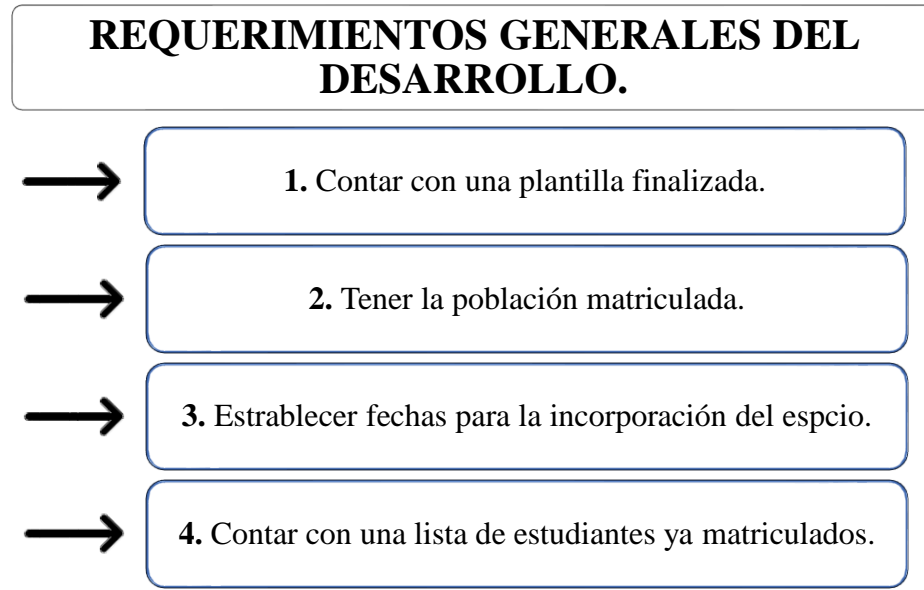 REQUERIMIENTOS GENERALES DEL
DESARROLLO.
1. Contar con una plantilla finalizada.
2. Tener la población matriculada.
3. Estrablecer fechas para la incorporación del espcio.
4. Contar con una lista de estudiantes ya matriculados.